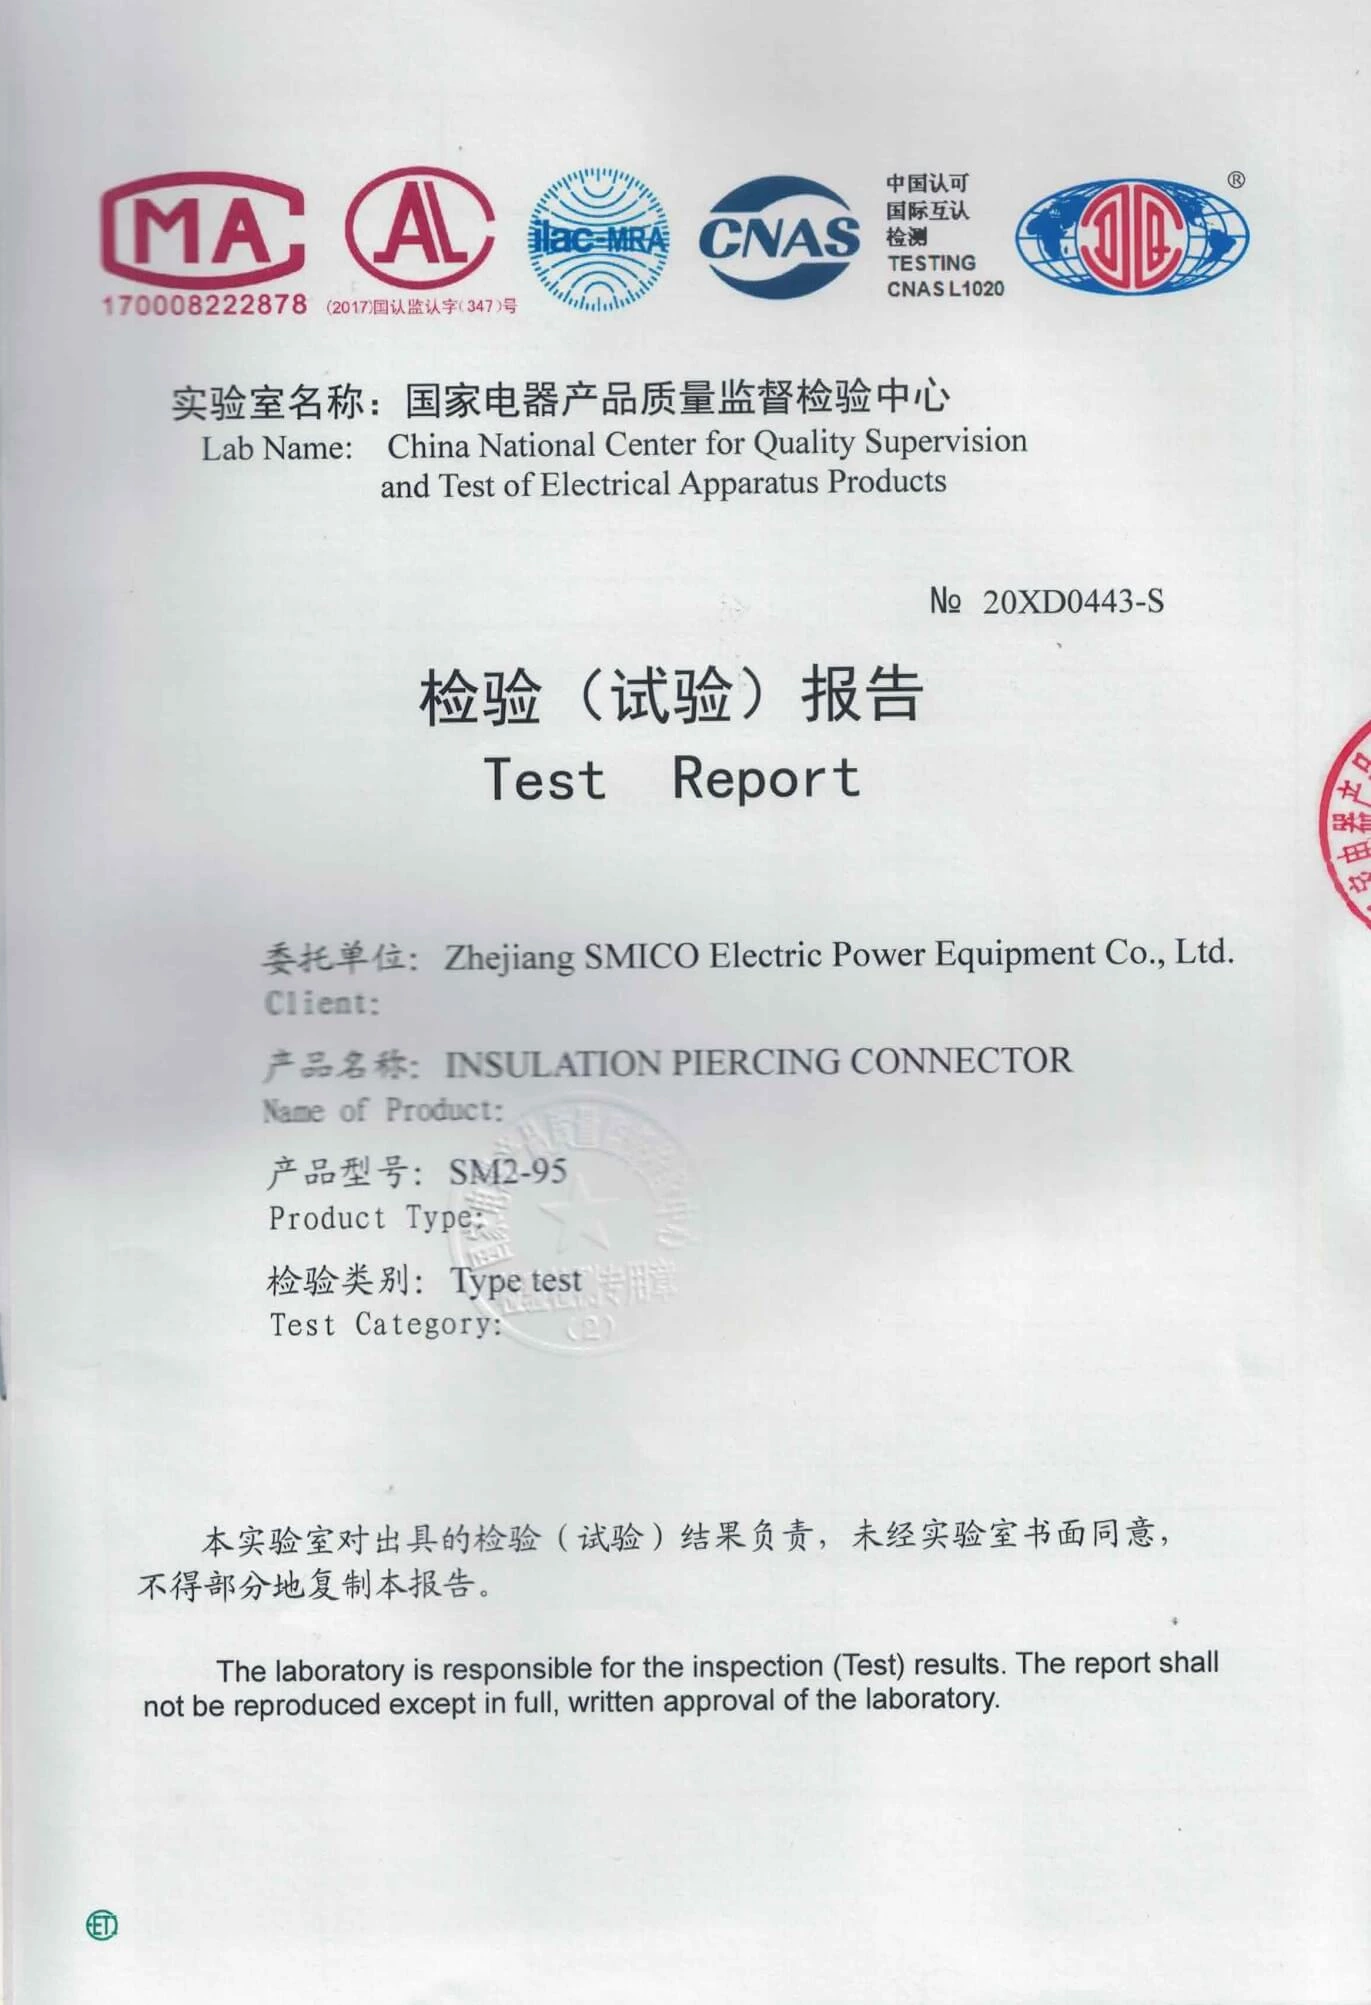 MA
170008222878
AL
(2017)国认监认字(347)号
ilac-MRA
CNAS
中国认可
国际互认
检测
TESTING
CNAS L1020
®
实验室名称：国家电器产品质量监督检验中心
Lab Name: China National Center for Quality Supervision
and Test of Electrical Apparatus Products
№ 20XD0443-S
检验（试验）报告
Test Report
委托单位: Zhejiang SMICO Electric Power Equipment Co., Ltd.
Client:
产品名称: INSULATION PIERCING CONNECTOR
Name of Product:
产品型号: SM2-95
Product Type:
检验类别: Type test
Test Category:
(2)
本实验室对出具的检验（试验）结果负责，未经实验室书面同意，
不得部分地复制本报告。
The laboratory is responsible for the inspection (Test) results. The report shall
not be reproduced except in full, written approval of the laboratory.